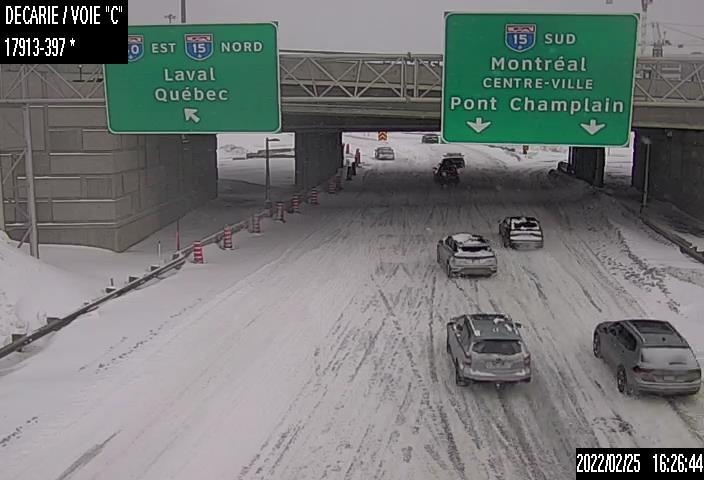 DECARIE / VOIE "C"
17913-397 *
0 EST 15 NORD
Laval
Québec
15 SUD
Montréal
CENTRE-VILLE
Pont Champlain
2022/02/25 16:26:44